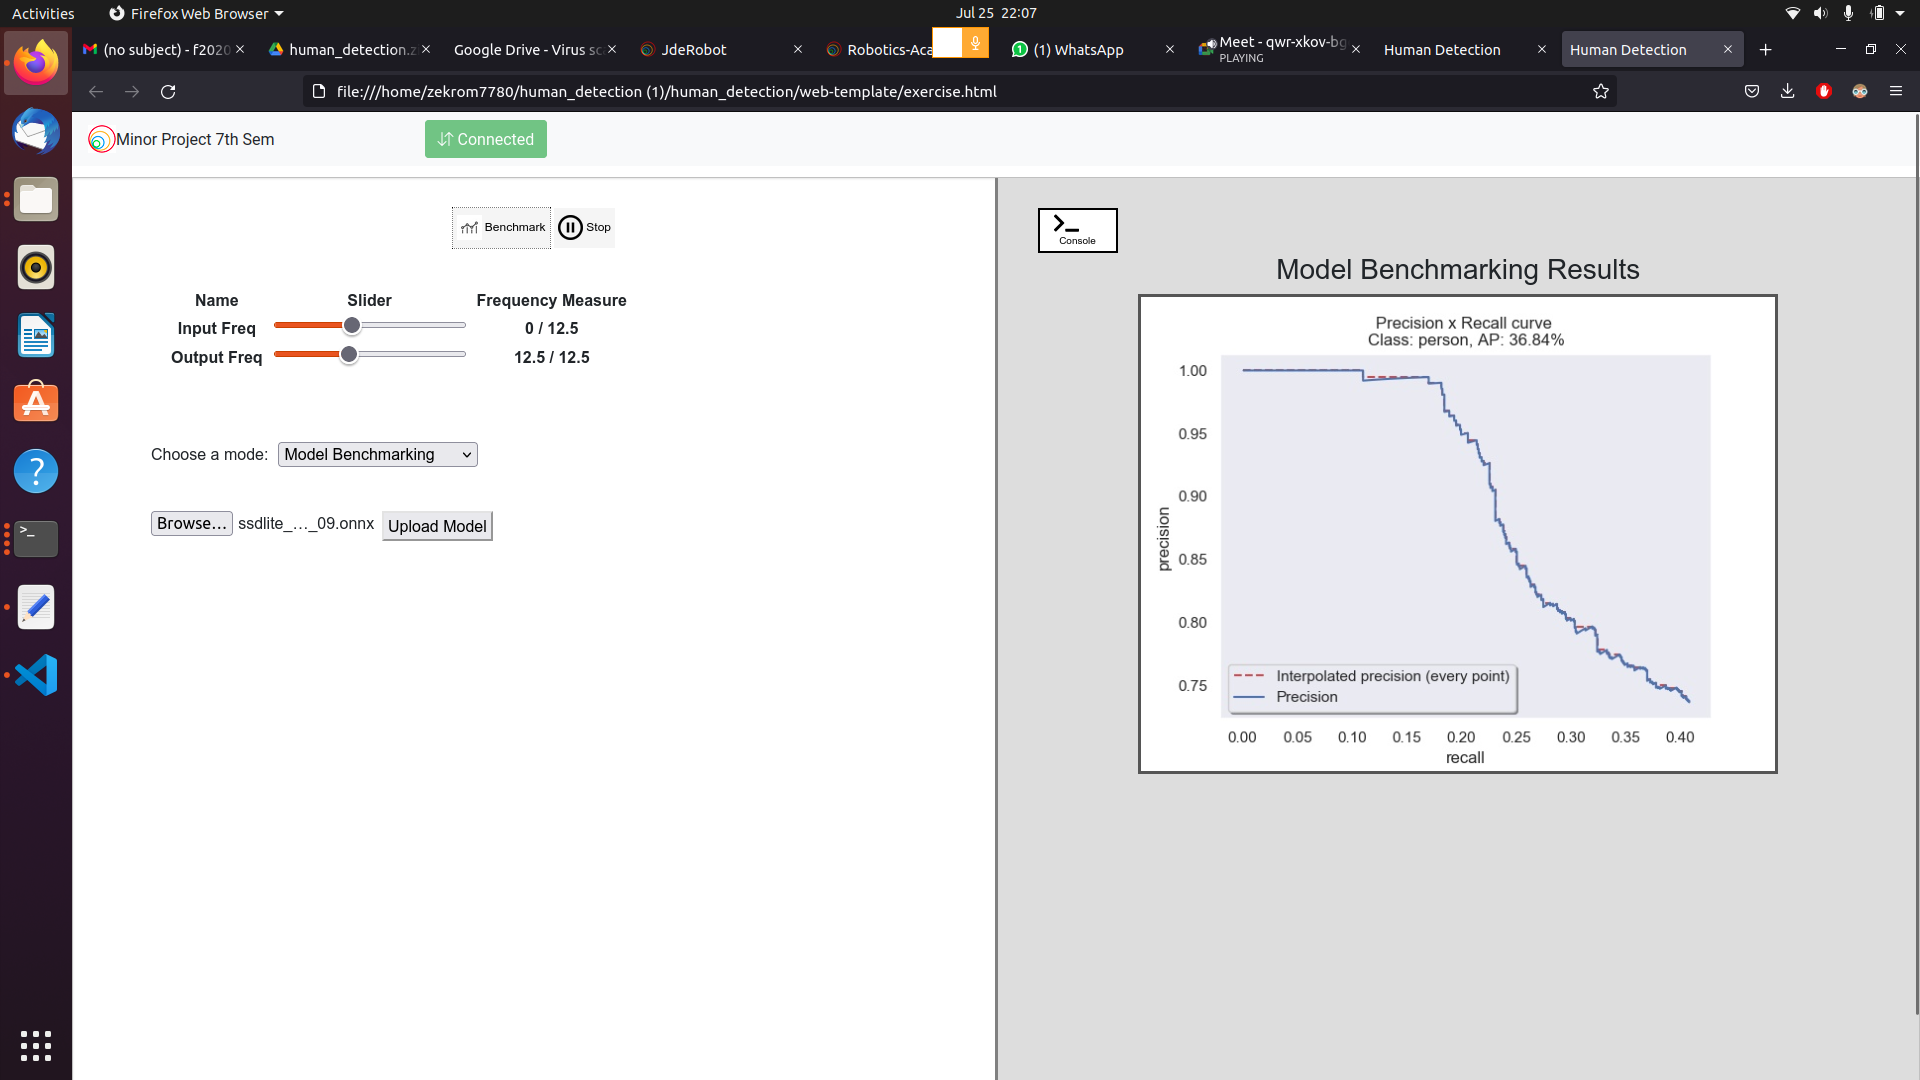 Activities
Firefox Web Browser
Jul 25 22:07
(no subject) - f2020
human_detection.z
Google Drive - Virus sc
JdeRobot
Robotics-Aca
(1) WhatsApp
Meet - qwr-xkov-bg
PLAYING
Human Detection
Human Detection
file:///home/zekrom7780/human_detection (1)/human_detection/web-template/exercise.html
Minor Project 7th Sem
Connected
Benchmark
Stop
Name Slider Frequency Measure
Input Freq 0 / 12.5
Output Freq 12.5 / 12.5
Choose a mode: Model Benchmarking
Browse… ssdlite_…_09.onnx Upload Model
Console
Model Benchmarking Results
Precision x Recall curve
Class: person, AP: 36.84%
1.00
0.95
0.90
0.85
0.80
0.75
precision
Interpolated precision (every point)
Precision
0.00 0.05 0.10 0.15 0.20 0.25 0.30 0.35 0.40
recall